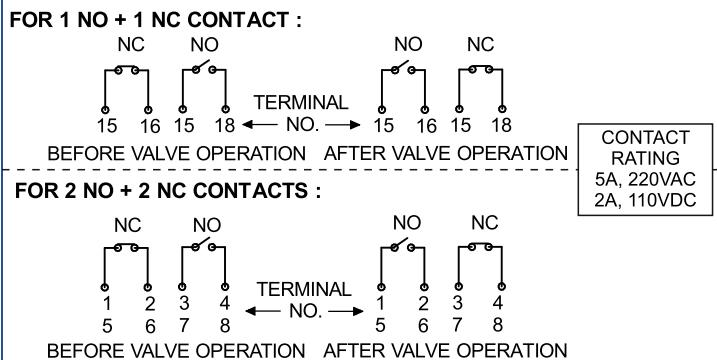 FOR 1 NO + 1 NC CONTACT :
NC NO NO NC
TERMINAL
15 16 15 18 NO. 15 16 15 18
BEFORE VALVE OPERATION AFTER VALVE OPERATION
CONTACT
RATING
5A, 220VAC
2A, 110VDC
FOR 2 NO + 2 NC CONTACTS :
NC NO NO NC
TERMINAL
1 2 3 4 NO. 1 2 3 4
5 6 7 8 5 6 7 8
BEFORE VALVE OPERATION AFTER VALVE OPERATION